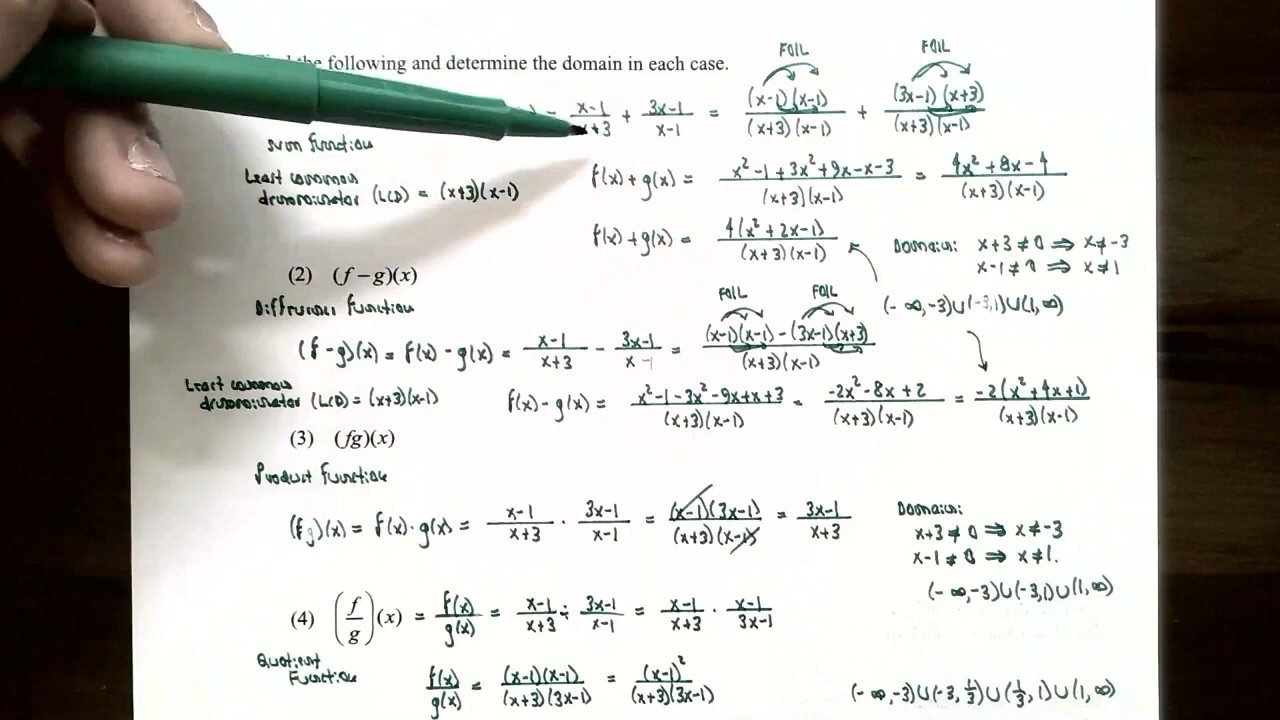 the following and determine the domain in each case.
FOIL FOIL
x-1/x+3 + 3x-1/x-1 = (x-1)(x-1)/(x+3)(x-1) + (3x-1)(x+3)/(x+3)(x-1)
sum function
Least common
denominator (LCD) = (x+3)(x-1)
f(x)+g(x) = x²-1+3x²+9x-x-3/(x+3)(x-1) = 4x²+8x-4/(x+3)(x-1)
f(x)+g(x) = 4(x²+2x-1)/(x+3)(x-1)
Domain: x+3≠0 ⇒ x≠-3
x-1≠0 ⇒ x≠1
(-∞,-3)∪(-3,1)∪(1,∞)
(2) (f-g)(x)
Difference function
FOIL FOIL
(f-g)(x) = f(x)-g(x) = x-1/x+3 - 3x-1/x-1 = (x-1)(x-1)-(3x-1)(x+3)/(x+3)(x-1)
Least common
denominator (LCD) = (x+3)(x-1)
f(x)-g(x) = x²-1-3x²-9x+x+3/(x+3)(x-1) = -2x²-8x+2/(x+3)(x-1) = -2(x²+4x+1)/(x+3)(x-1)
(3) (fg)(x)
Product Function
(fg)(x) = f(x)·g(x) = x-1/x+3 · 3x-1/x-1 = (x-1)(3x-1)/(x+3)(x-1) = 3x-1/x+3
Domain:
x+3≠0 ⇒ x≠-3
x-1≠0 ⇒ x≠1.
(-∞,-3)∪(-3,1)∪(1,∞)
(4) (f/g)(x) = f(x)/g(x) = x-1/x+3 ÷ 3x-1/x-1 = x-1/x+3 · x-1/3x-1
Quotient
Function
f(x)/g(x) = (x-1)(x-1)/(x+3)(3x-1) = (x-1)²/(x+3)(3x-1)
(-∞,-3)∪(-3,1/3)∪(1/3,1)∪(1,∞)